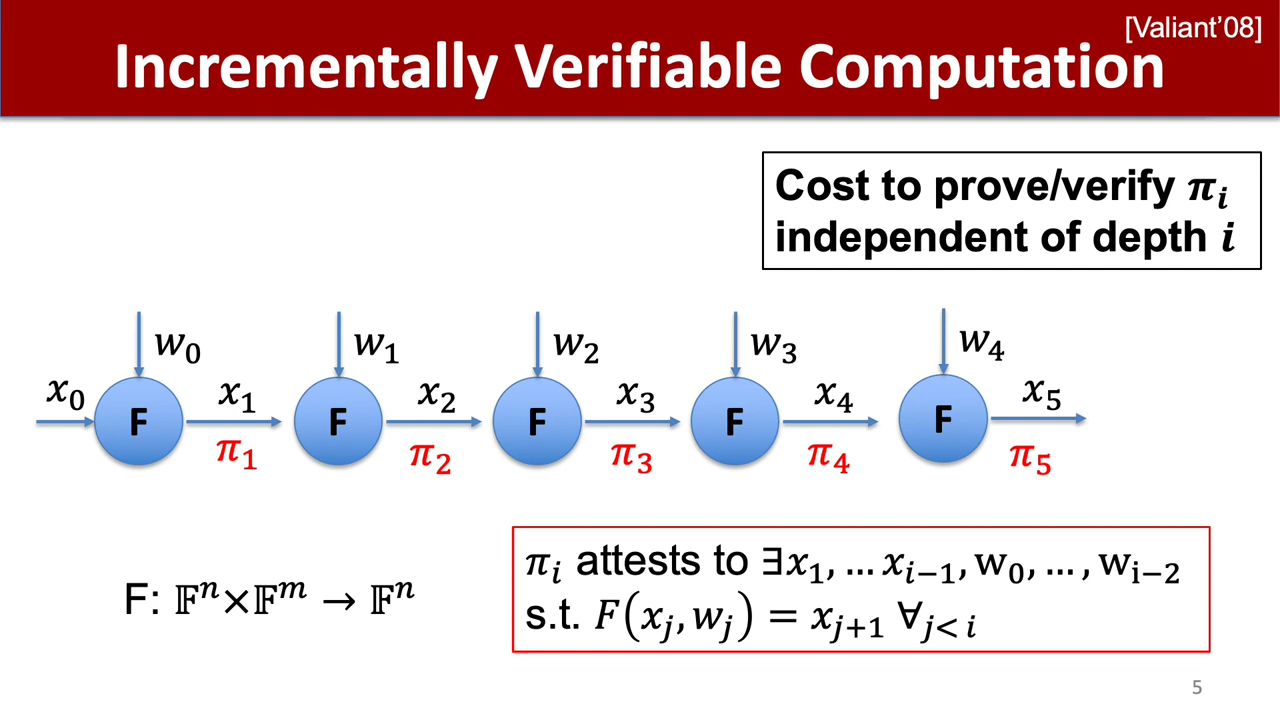 [Valiant’08]
Incrementally Verifiable Computation
Cost to prove/verify π_i
independent of depth i
w_0 w_1 w_2 w_3 w_4
x_0 x_1 x_2 x_3 x_4 x_5
F F F F F
π_1 π_2 π_3 π_4 π_5
π_i attests to ∃x_1, … x_{i−1}, w_0, … , w_{i−2}
F: 𝔽^n×𝔽^m → 𝔽^n
s.t. F(x_j, w_j) = x_{j+1} ∀_{j< i}
5